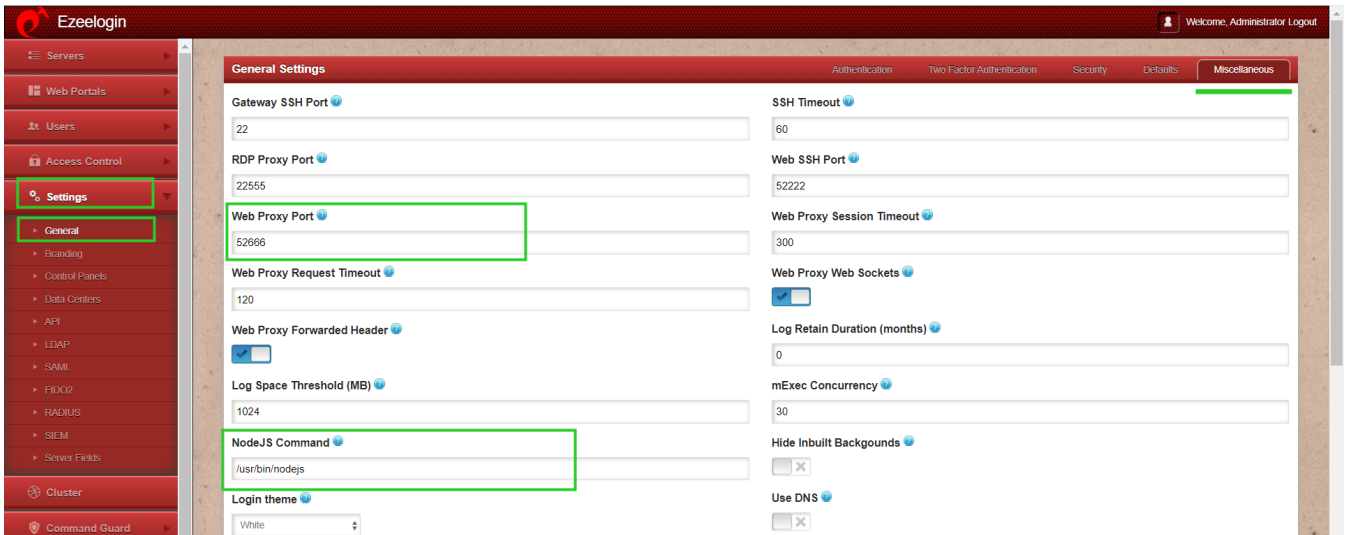 Ezeelogin
Welcome, Administrator Logout
Servers
Web Portals
Users
Access Control
Settings
General
Branding
Control Panels
Data Centers
API
LDAP
SAML
FIDO2
RADIUS
SIEM
Server Fields
Cluster
Command Guard
General Settings
Authentication
Two Factor Authentication
Security
Defaults
Miscellaneous
Gateway SSH Port
22
SSH Timeout
60
RDP Proxy Port
22555
Web SSH Port
52222
Web Proxy Port
52666
Web Proxy Session Timeout
300
Web Proxy Request Timeout
120
Web Proxy Web Sockets
Web Proxy Forwarded Header
Log Retain Duration (months)
0
Log Space Threshold (MB)
1024
mExec Concurrency
30
NodeJS Command
/usr/bin/nodejs
Hide Inbuilt Backgounds
Login theme
White
Use DNS